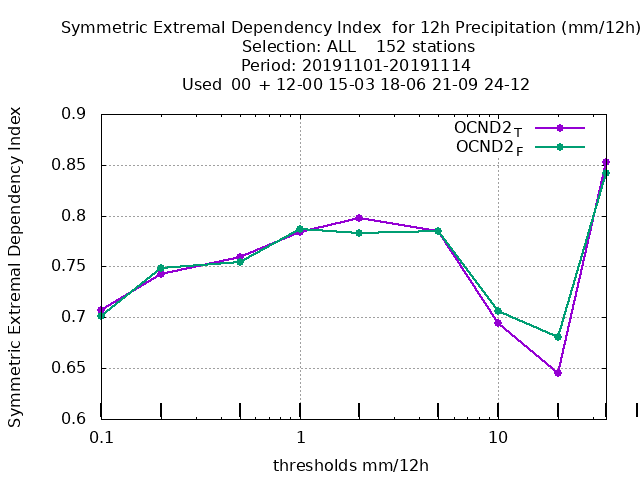 Symmetric Extremal Dependency Index  for 12h Precipitation (mm/12h)
Selection: ALL    152 stations
Period: 20191101-20191114
Used  00 + 12-00 15-03 18-06 21-09 24-12
OCND2T
OCND2F
Symmetric Extremal Dependency Index
0.9
0.85
0.8
0.75
0.7
0.65
0.6
0.1 1 10
thresholds mm/12h